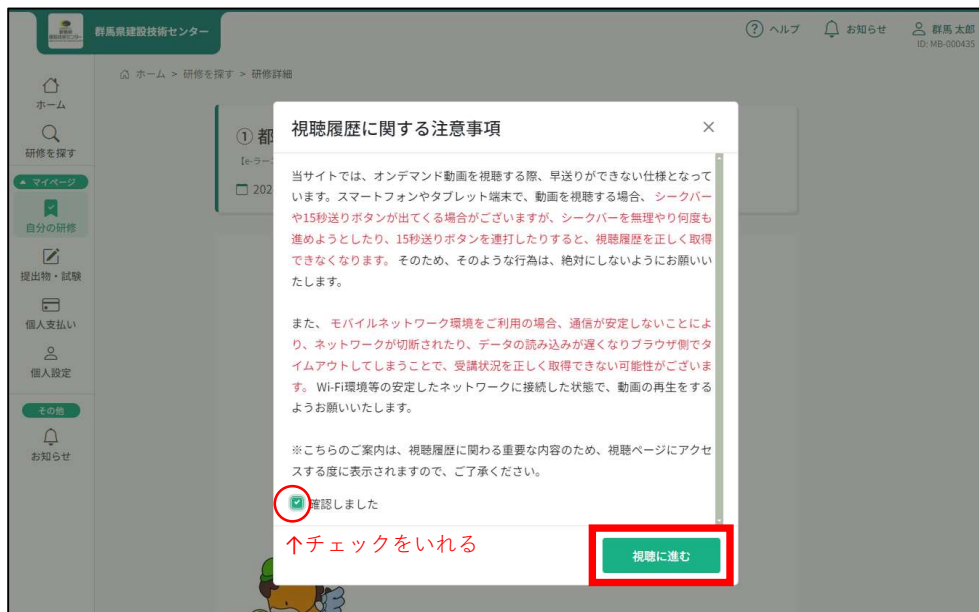 群馬県建設技術センター
ヘルプ
お知らせ
群馬 太郎
ID: MB-000435
ホーム > 研修を探す > 研修詳細
ホーム
研修を探す
マイページ
自分の研修
提出物・試験
個人支払い
個人設定
その他
お知らせ
① 都
【e-ラー
202
視聴履歴に関する注意事項
当サイトでは、オンデマンド動画を視聴する際、早送りができない仕様となって
います。スマートフォンやタブレット端末で、動画を視聴する場合、 シークバー
や15秒送りボタンが出てくる場合がございますが、シークバーを無理やり何度も
進めようとしたり、15秒送りボタンを連打したりすると、視聴履歴を正しく取得
できなくなります。 そのため、そのような行為は、絶対にしないようにお願いい
たします。
また、 モバイルネットワーク環境をご利用の場合、通信が安定しないことによ
り、ネットワークが切断されたり、データの読み込みが遅くなりブラウザ側でタ
イムアウトしてしまうことで、受講状況を正しく取得できない可能性がございま
す。 Wi-Fi環境等の安定したネットワークに接続した状態で、動画の再生をする
ようお願いいたします。
※こちらのご案内は、視聴履歴に関わる重要な内容のため、視聴ページにアクセ
スする度に表示されますので、ご了承ください。
確認しました
↑チェックをいれる
視聴に進む